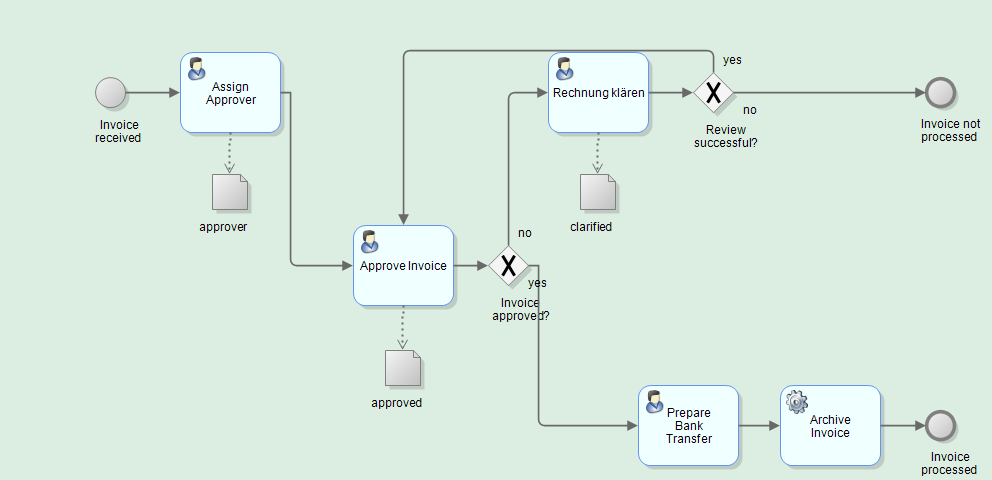 yes
Assign
Approver
Rechnung klären
no
Invoice
received
Review
successful?
Invoice not
processed
approver
clarified
no
Approve Invoice
yes
Invoice
approved?
approved
Prepare
Bank
Transfer
Archive
Invoice
Invoice
processed